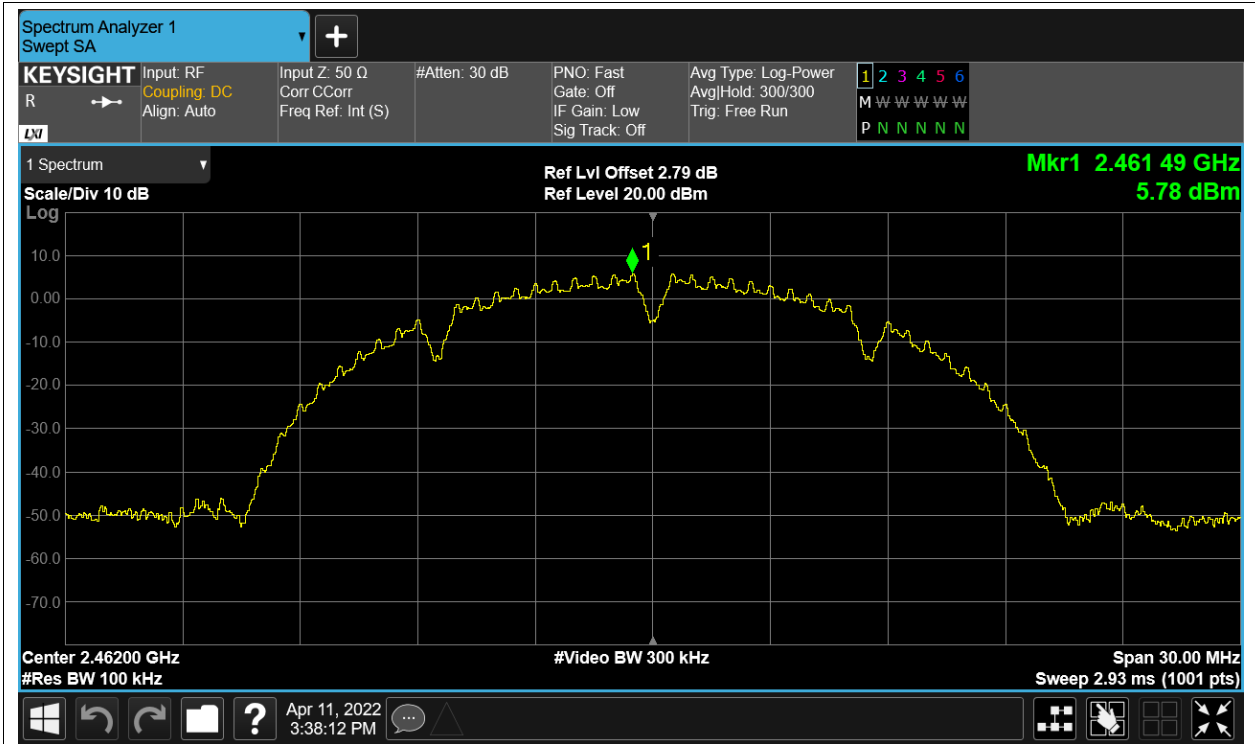 Spectrum Analyzer 1
Swept SA
KEYSIGHT
R
LXI
Input: RF
Coupling: DC
Align: Auto
Input Z: 50 Ω
Corr CCorr
Freq Ref: Int (S)
#Atten: 30 dB
PNO: Fast
Gate: Off
IF Gain: Low
Sig Track: Off
Avg Type: Log-Power
Avg|Hold: 300/300
Trig: Free Run
1 2 3 4 5 6
M W W W W W
P N N N N N
1 Spectrum
Scale/Div 10 dB
Log
Ref Lvl Offset 2.79 dB
Ref Level 20.00 dBm
Mkr1 2.461 49 GHz
5.78 dBm
1
10.0
0.00
-10.0
-20.0
-30.0
-40.0
-50.0
-60.0
-70.0
Center 2.46200 GHz
#Res BW 100 kHz
#Video BW 300 kHz
Span 30.00 MHz
Sweep 2.93 ms (1001 pts)
?
Apr 11, 2022
3:38:12 PM